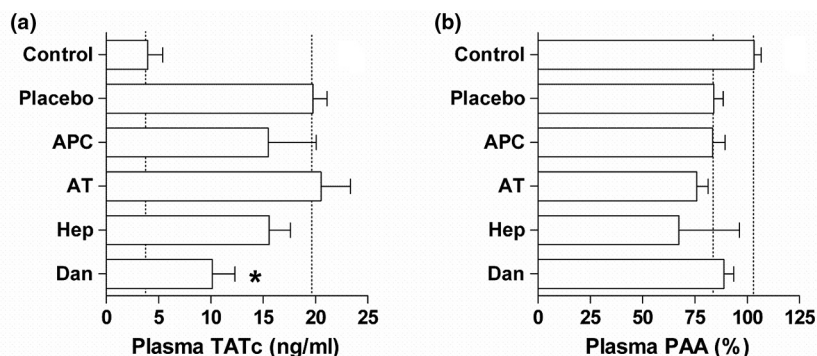 (a)
Control
Placebo
APC
AT
Hep
Dan
*
0 5 10 15 20 25
Plasma TATc (ng/ml)
(b)
Control
Placebo
APC
AT
Hep
Dan
0 25 50 75 100 125
Plasma PAA (%)